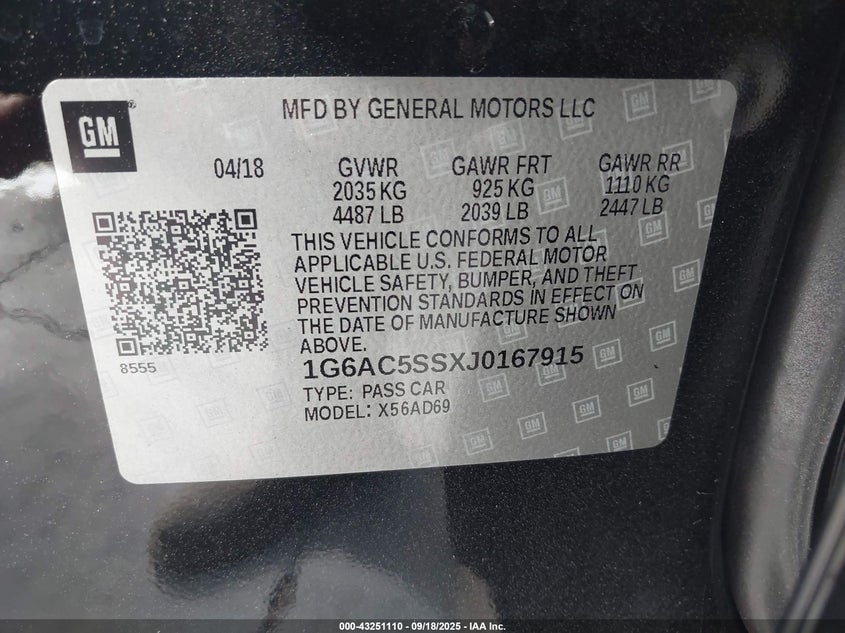 GM
MFD BY GENERAL MOTORS LLC
04/18 GVWR GAWR FRT GAWR RR
2035 KG 925 KG 1110 KG
4487 LB 2039 LB 2447 LB
THIS VEHICLE CONFORMS TO ALL
APPLICABLE U.S. FEDERAL MOTOR
VEHICLE SAFETY, BUMPER, AND THEFT
PREVENTION STANDARDS IN EFFECT ON
THE DATE OF MANUFACTURE SHOWN
ABOVE.
8555
1G6AC5SSXJ0167915
TYPE: PASS CAR
MODEL: X56AD69
000-43251110 - 09/18/2025 - IAA Inc.